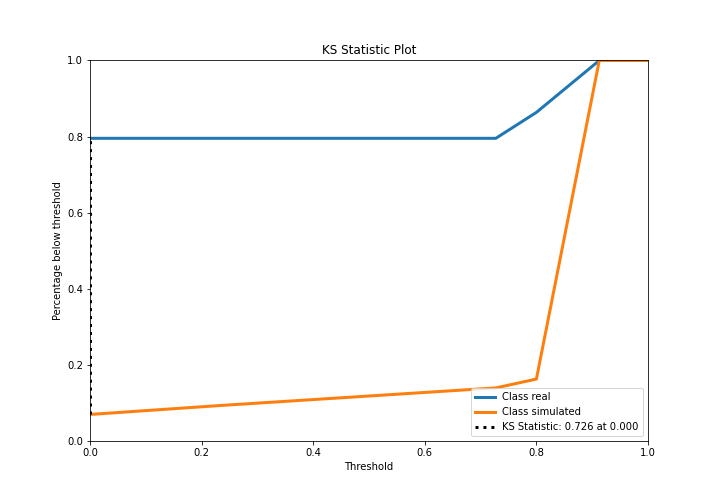 KS Statistic Plot
1.0
0.8
0.6
0.4
0.2
0.0
Percentage below threshold
0.0 0.2 0.4 0.6 0.8 1.0
Threshold
Class real
Class simulated
KS Statistic: 0.726 at 0.000